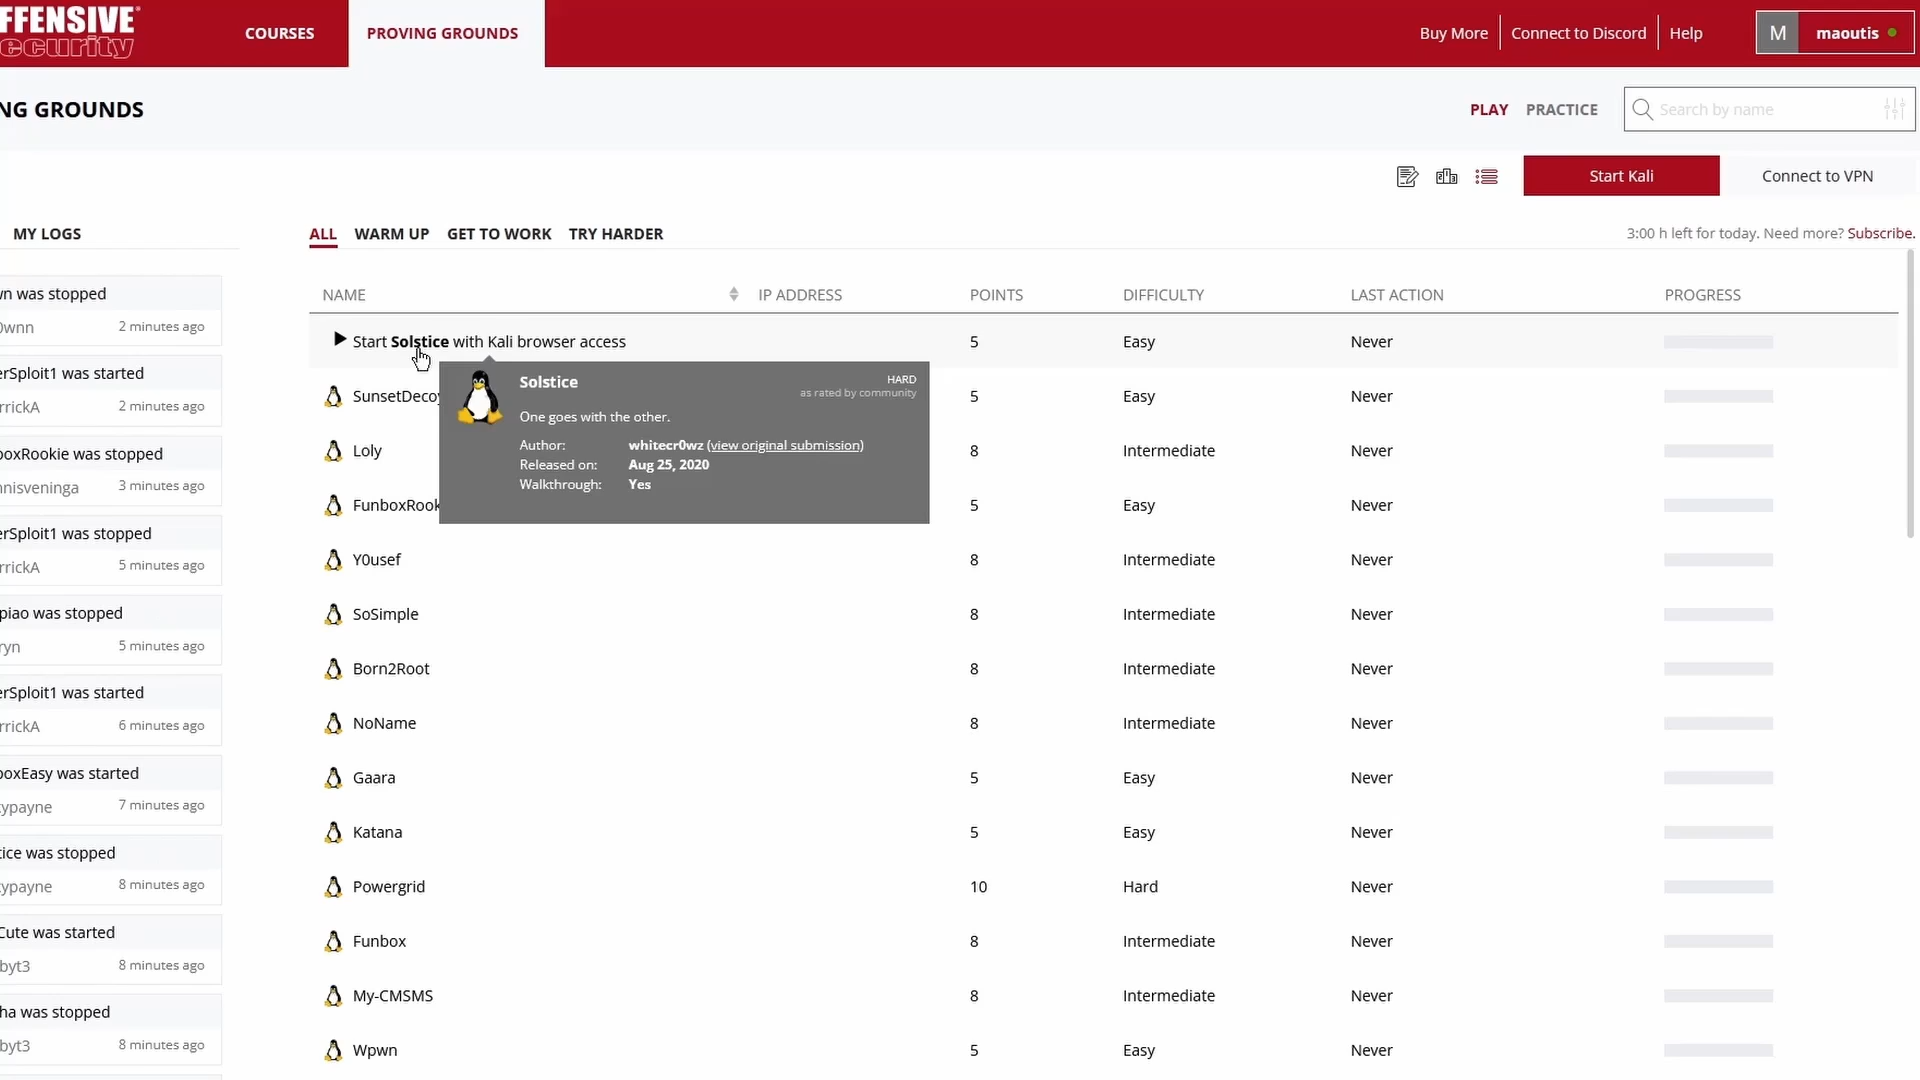 FFENSIVE
ecurity
COURSES
PROVING GROUNDS
Buy More
Connect to Discord
Help
M
maoutis
NG GROUNDS
PLAY
PRACTICE
Search by name
Start Kali
Connect to VPN
MY LOGS
ALL
WARM UP
GET TO WORK
TRY HARDER
3:00 h left for today. Need more? Subscribe.
wn was stopped
0wnn
2 minutes ago
erSploit1 was started
rrickA
2 minutes ago
boxRookie was stopped
nnisveninga
3 minutes ago
erSploit1 was stopped
rrickA
5 minutes ago
piao was stopped
ryn
5 minutes ago
erSploit1 was started
rrickA
6 minutes ago
boxEasy was started
ypayne
7 minutes ago
tice was stopped
ypayne
8 minutes ago
Cute was started
byt3
8 minutes ago
ha was stopped
byt3
8 minutes ago
NAME
IP ADDRESS
POINTS
DIFFICULTY
LAST ACTION
PROGRESS
Start Solstice with Kali browser access
5
Easy
Never
Solstice
HARD
as rated by community
One goes with the other.
Author: whitecr0wz (view original submission)
Released on: Aug 25, 2020
Walkthrough: Yes
SunsetDecoy
5
Easy
Never
Loly
8
Intermediate
Never
FunboxRook
5
Easy
Never
Y0usef
8
Intermediate
Never
SoSimple
8
Intermediate
Never
Born2Root
8
Intermediate
Never
NoName
8
Intermediate
Never
Gaara
5
Easy
Never
Katana
5
Easy
Never
Powergrid
10
Hard
Never
Funbox
8
Intermediate
Never
My-CMSMS
8
Intermediate
Never
Wpwn
5
Easy
Never